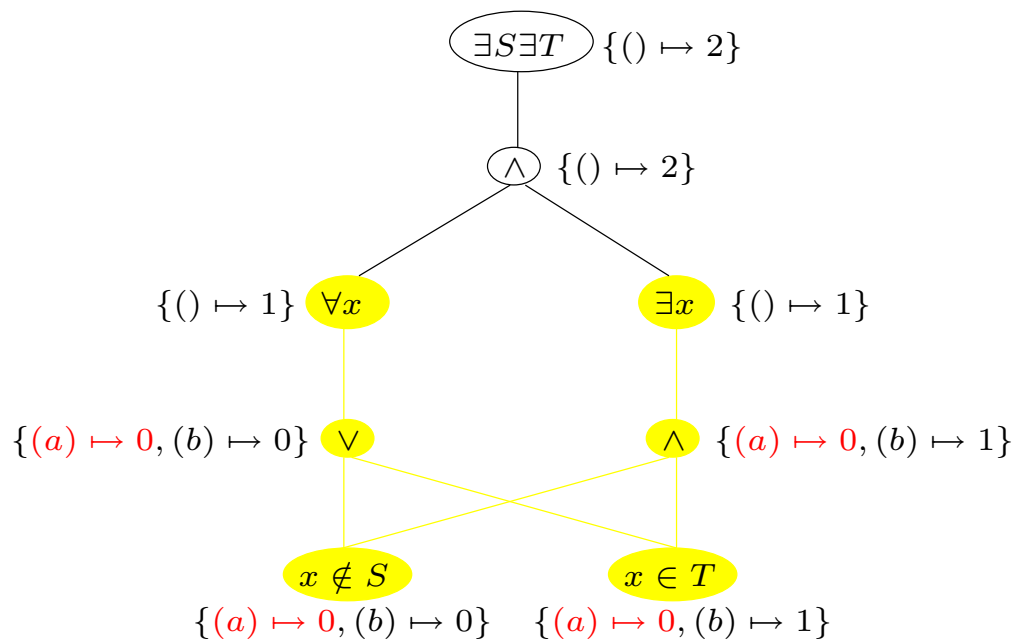 ∃S∃T {() ↦ 2}
∧ {() ↦ 2}
{() ↦ 1} ∀x ∃x {() ↦ 1}
{(a) ↦ 0, (b) ↦ 0} ∨ ∧ {(a) ↦ 0, (b) ↦ 1}
x ∉ S x ∈ T
{(a) ↦ 0, (b) ↦ 0} {(a) ↦ 0, (b) ↦ 1}